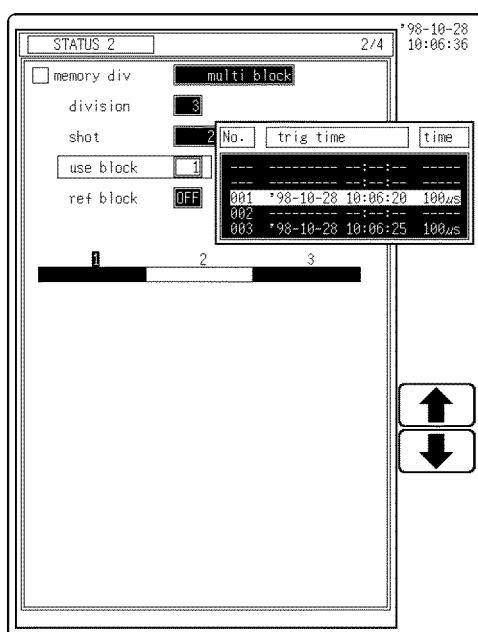 '98-10-28
STATUS 2 2/4 10:06:36
memory div multi block
division 3
shot 2
No. trig time time
use block 1
--- -------- --:--:-- -----
--- -------- --:--:-- -----
001 '98-10-28 10:06:20 100µs
ref block OFF
002 -------- --:--:-- -----
003 '98-10-28 10:06:25 100µs
1 2 3